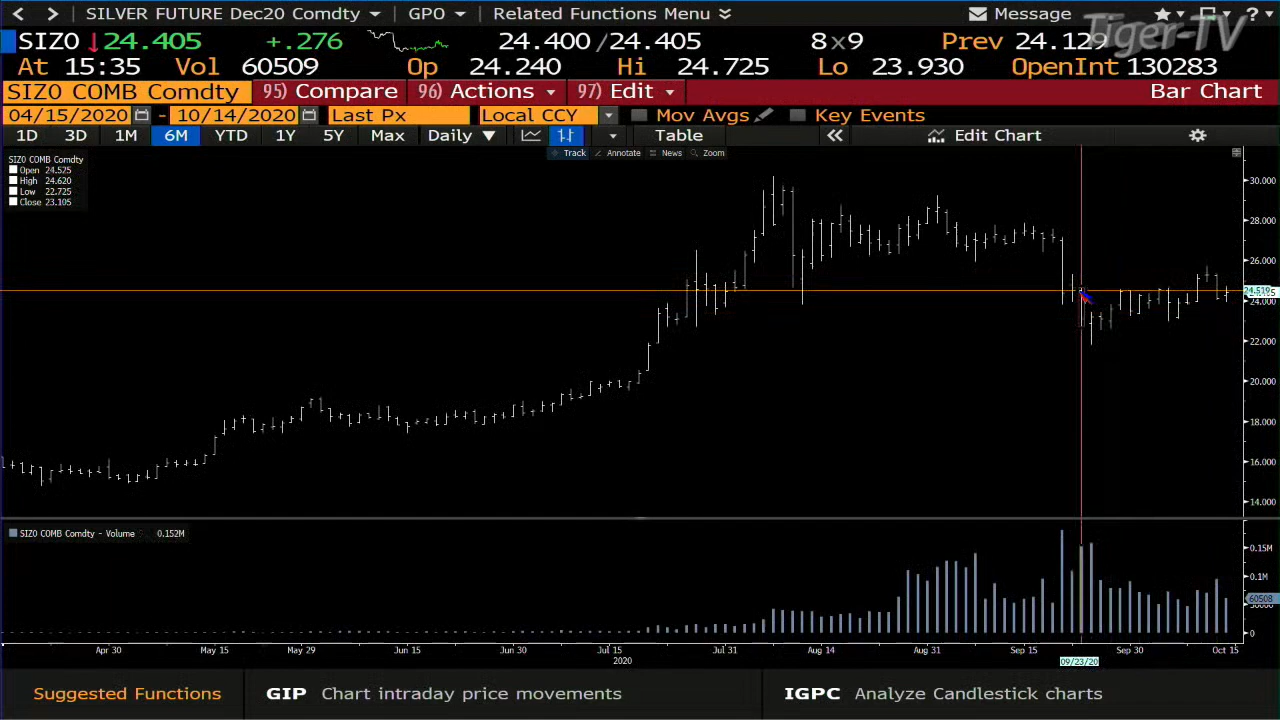 SILVER FUTURE Dec20 Comdty GPO Related Functions Menu Message ?
Tiger-TV
SIZ0 ↓24.405 +.276 24.400 /24.405 8x9 Prev 24.129
At 15:35 Vol 60509 Op 24.240 Hi 24.725 Lo 23.930 OpenInt 130283
SIZ0 COMB Comdty 95) Compare 96) Actions 97) Edit Bar Chart
04/15/2020 - 10/14/2020 Last Px Local CCY Mov Avgs Key Events
1D 3D 1M 6M YTD 1Y 5Y Max Daily ▼ Table « Edit Chart
Track Annotate News Zoom
SIZ0 COMB Comdty
Open 24.525
High 24.620
Low 22.725
Close 23.105
30.000
28.000
26.000
24.519
24.000
22.000
20.000
18.000
16.000
14.000
SIZ0 COMB Comdty - Volume 0.152M
0.15M
0.1M
60508
0
Apr 30 May 15 May 29 Jun 15 Jun 30 Jul 15 Jul 31 Aug 14 Aug 31 Sep 15 Sep 30 Oct 15
2020 09/23/20
Suggested Functions GIP Chart intraday price movements IGPC Analyze Candlestick charts